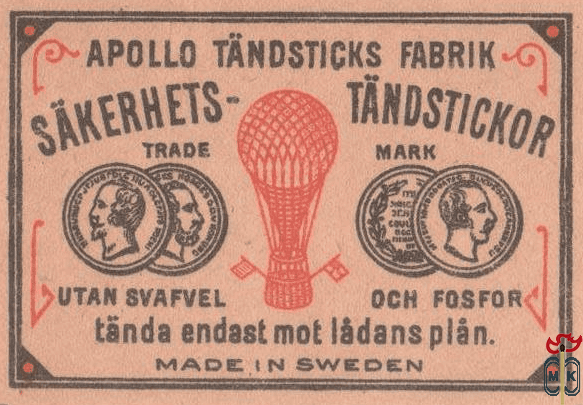 APOLLO TÄNDSTICKS FABRIK
SÄKERHETS- TÄNDSTICKOR
TRADE MARK
UTAN SVAFVEL OCH FOSFOR
tända endast mot lådans plån.
MADE IN SWEDEN
M K